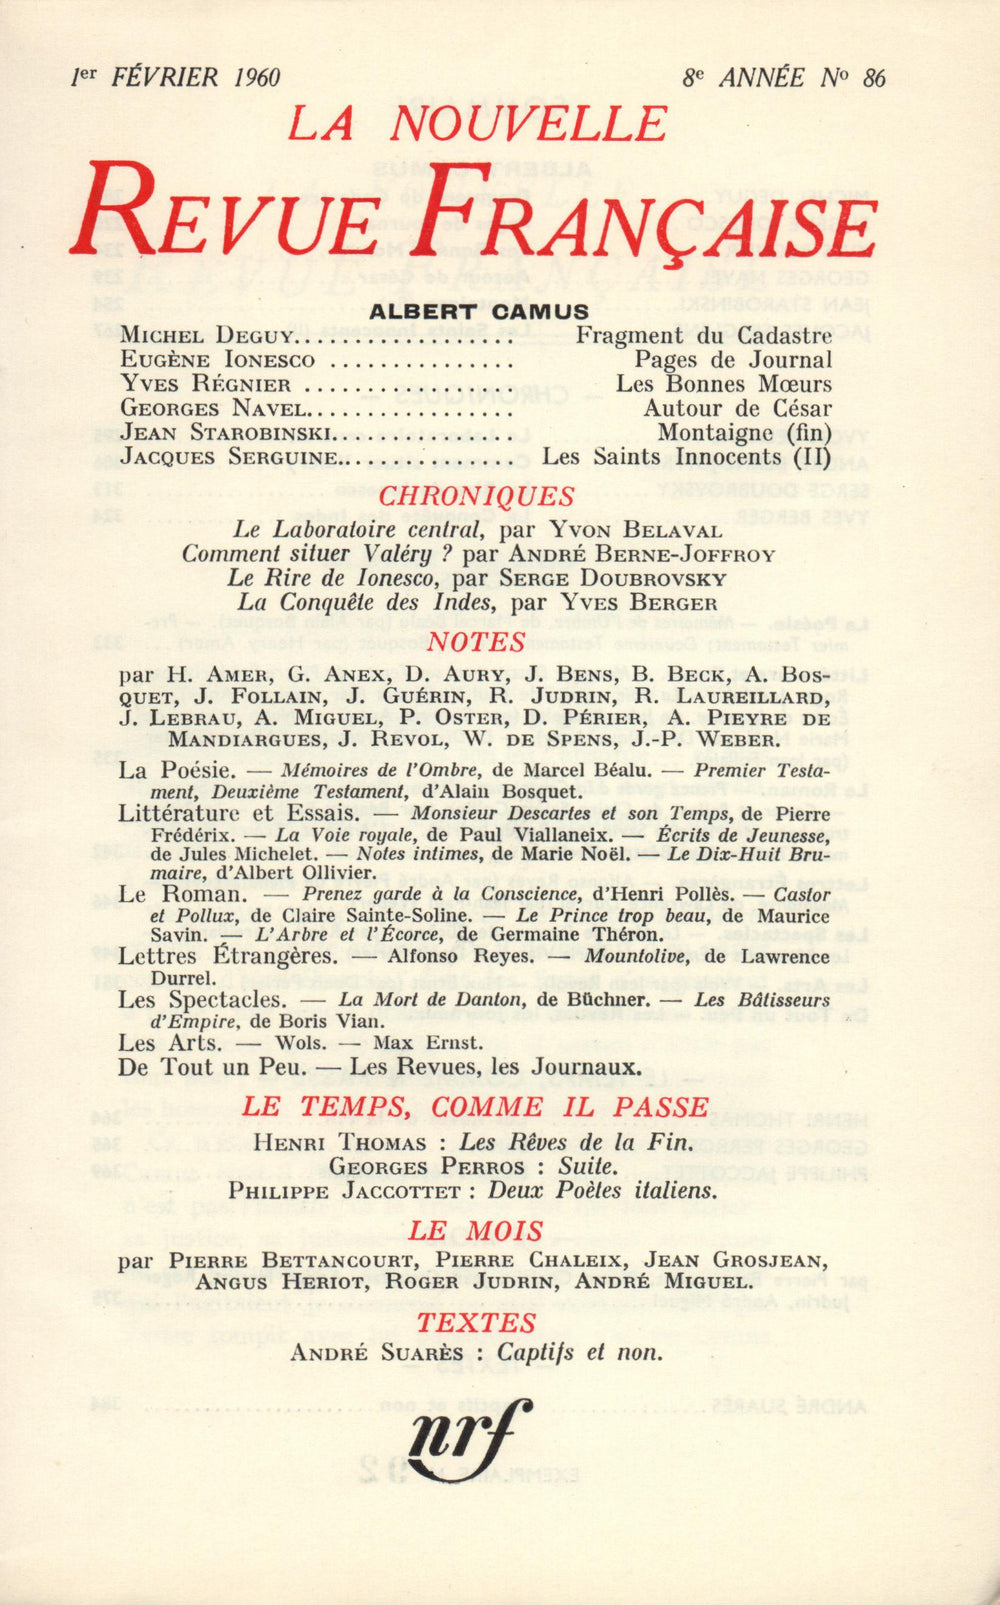 1er FÉVRIER 1960
8e ANNÉE No 86
LA NOUVELLE
REVUE FRANÇAISE
ALBERT CAMUS
MICHEL DEGUY.................. Fragment du Cadastre
EUGÈNE IONESCO ............... Pages de Journal
YVES RÉGNIER ................. Les Bonnes Mœurs
GEORGES NAVEL................. Autour de César
JEAN STAROBINSKI............... Montaigne (fin)
JACQUES SERGUINE.............. Les Saints Innocents (II)
CHRONIQUES
Le Laboratoire central, par YVON BELAVAL
Comment situer Valéry ? par ANDRÉ BERNE-JOFFROY
Le Rire de Ionesco, par SERGE DOUBROVSKY
La Conquête des Indes, par YVES BERGER
NOTES
par H. AMER, G. ANEX, D. AURY, J. BENS, B. BECK, A. BOS-
QUET, J. FOLLAIN, J. GUÉRIN, R. JUDRIN, R. LAUREILLARD,
J. LEBRAU, A. MIGUEL, P. OSTER, D. PÉRIER, A. PIEYRE DE
MANDIARGUES, J. REVOL, W. DE SPENS, J.-P. WEBER.
La Poésie. — Mémoires de l'Ombre, de Marcel Béalu. — Premier Testa-
ment, Deuxième Testament, d'Alain Bosquet.
Littérature et Essais. — Monsieur Descartes et son Temps, de Pierre
Frédérix. — La Voie royale, de Paul Viallaneix. — Écrits de Jeunesse,
de Jules Michelet. — Notes intimes, de Marie Noël. — Le Dix-Huit Bru-
maire, d'Albert Ollivier.
Le Roman. — Prenez garde à la Conscience, d'Henri Pollès. — Castor
et Pollux, de Claire Sainte-Soline. — Le Prince trop beau, de Maurice
Savin. — L'Arbre et l'Écorce, de Germaine Théron.
Lettres Étrangères. — Alfonso Reyes. — Mountolive, de Lawrence
Durrel.
Les Spectacles. — La Mort de Danton, de Büchner. — Les Bâtisseurs
d'Empire, de Boris Vian.
Les Arts. — Wols. — Max Ernst.
De Tout un Peu. — Les Revues, les Journaux.
LE TEMPS, COMME IL PASSE
HENRI THOMAS : Les Rêves de la Fin.
GEORGES PERROS : Suite.
PHILIPPE JACCOTTET : Deux Poètes italiens.
LE MOIS
par PIERRE BETTANCOURT, PIERRE CHALEIX, JEAN GROSJEAN,
ANGUS HERIOT, ROGER JUDRIN, ANDRÉ MIGUEL.
TEXTES
ANDRÉ SUARÈS : Captifs et non.
nrf